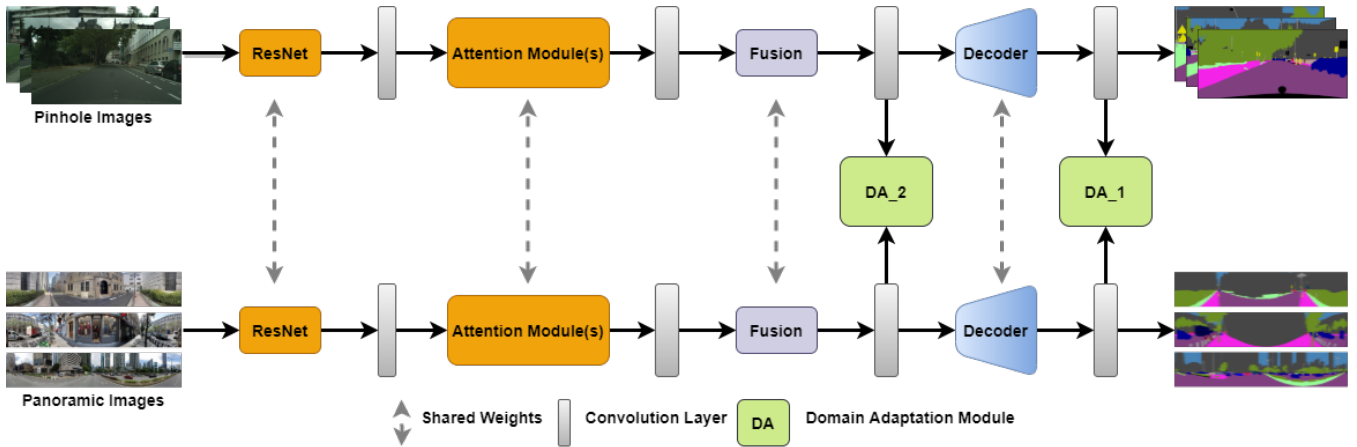 ResNet
Attention Module(s)
Fusion
Decoder
Pinhole Images
DA_2
DA_1
ResNet
Attention Module(s)
Fusion
Decoder
Panoramic Images
Shared Weights
Convolution Layer
DA
Domain Adaptation Module